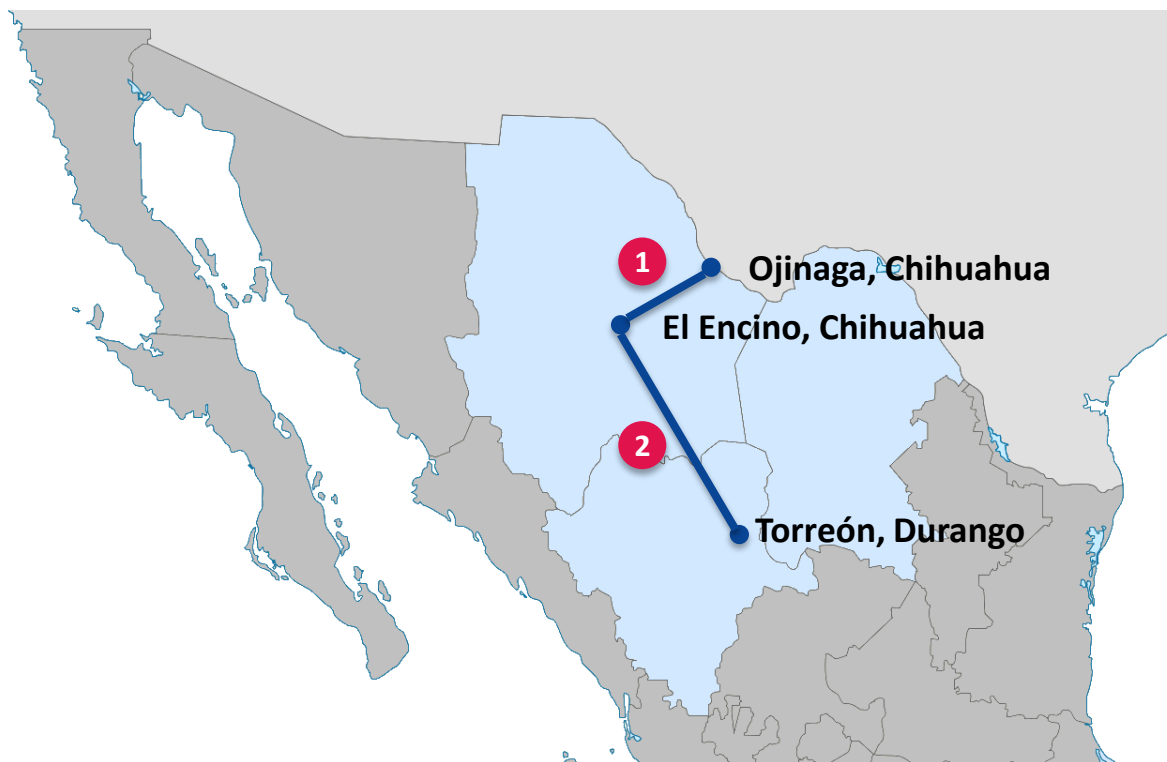 1
Ojinaga, Chihuahua
El Encino, Chihuahua
2
Torreón, Durango